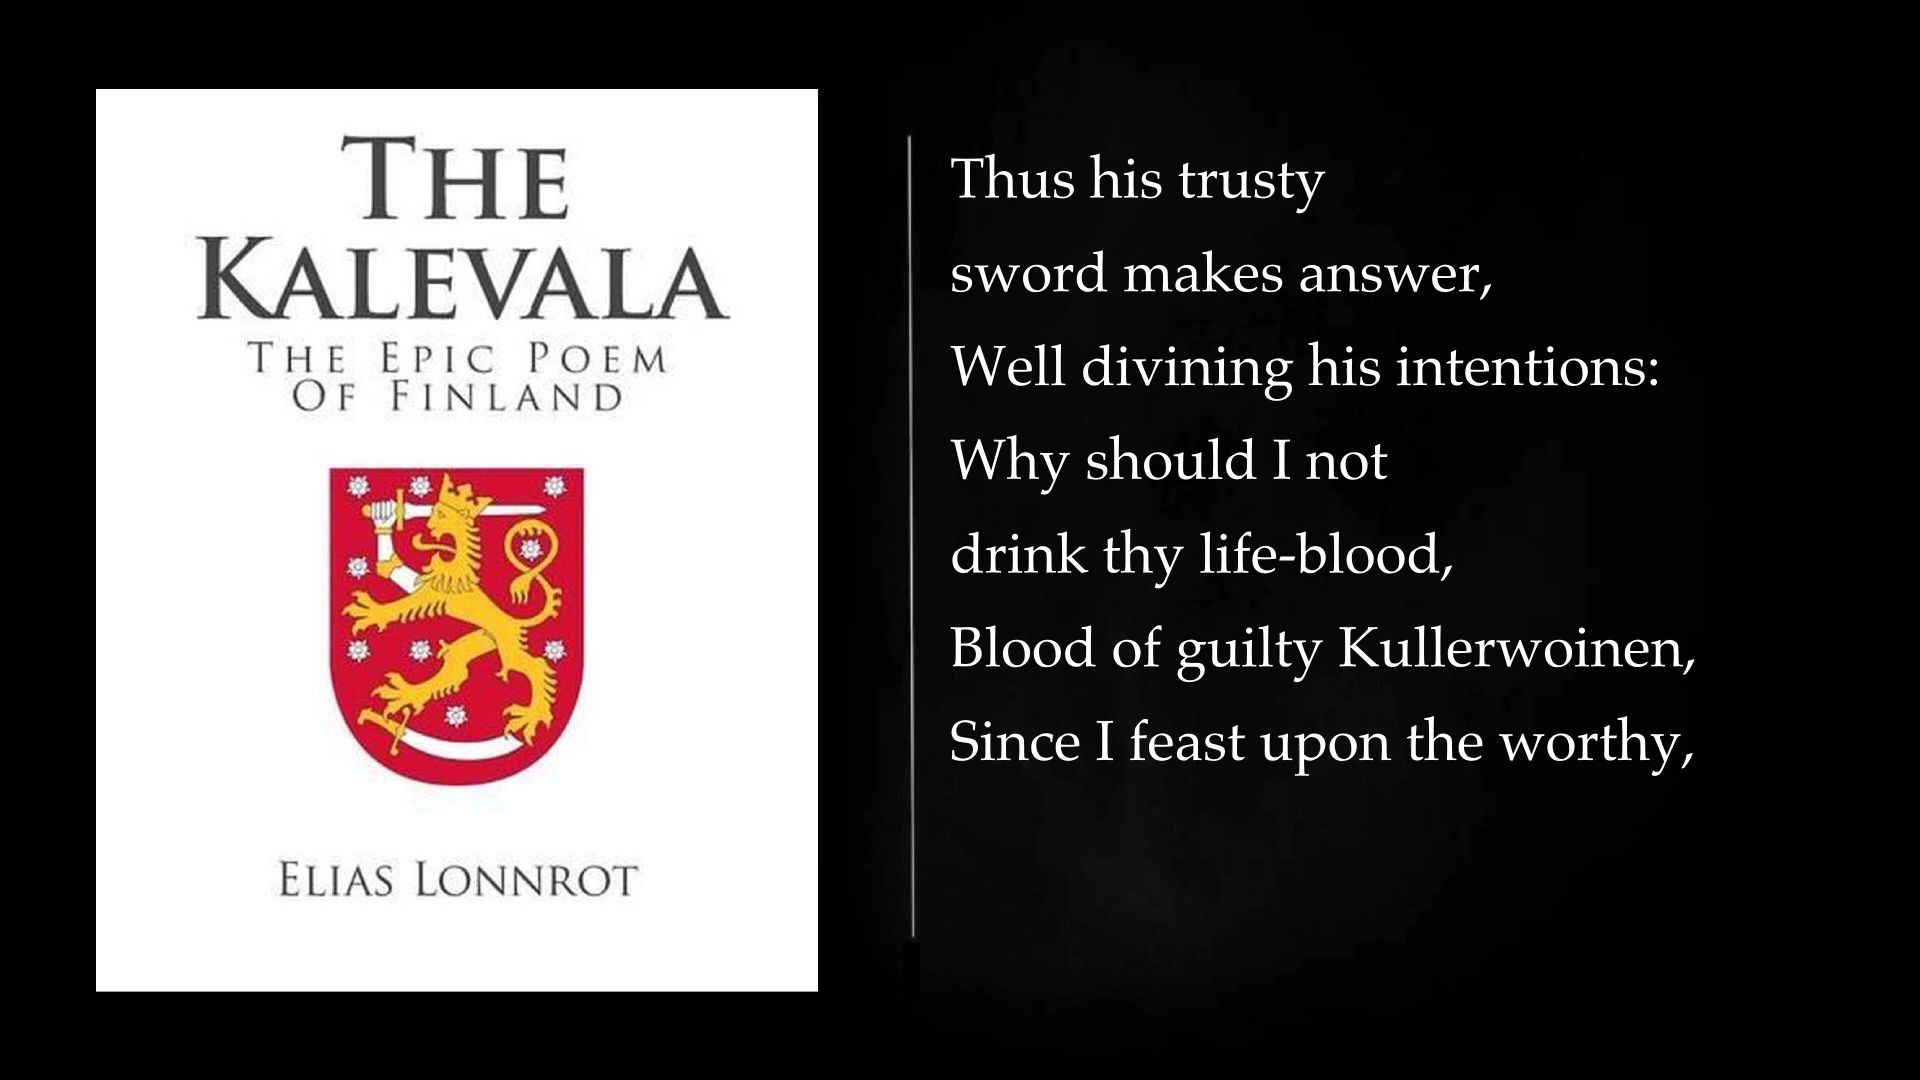 THE
KALEVALA
THE EPIC POEM
OF FINLAND
ELIAS LONNROT
Thus his trusty
sword makes answer,
Well divining his intentions:
Why should I not
drink thy life-blood,
Blood of guilty Kullerwoinen,
Since I feast upon the worthy,